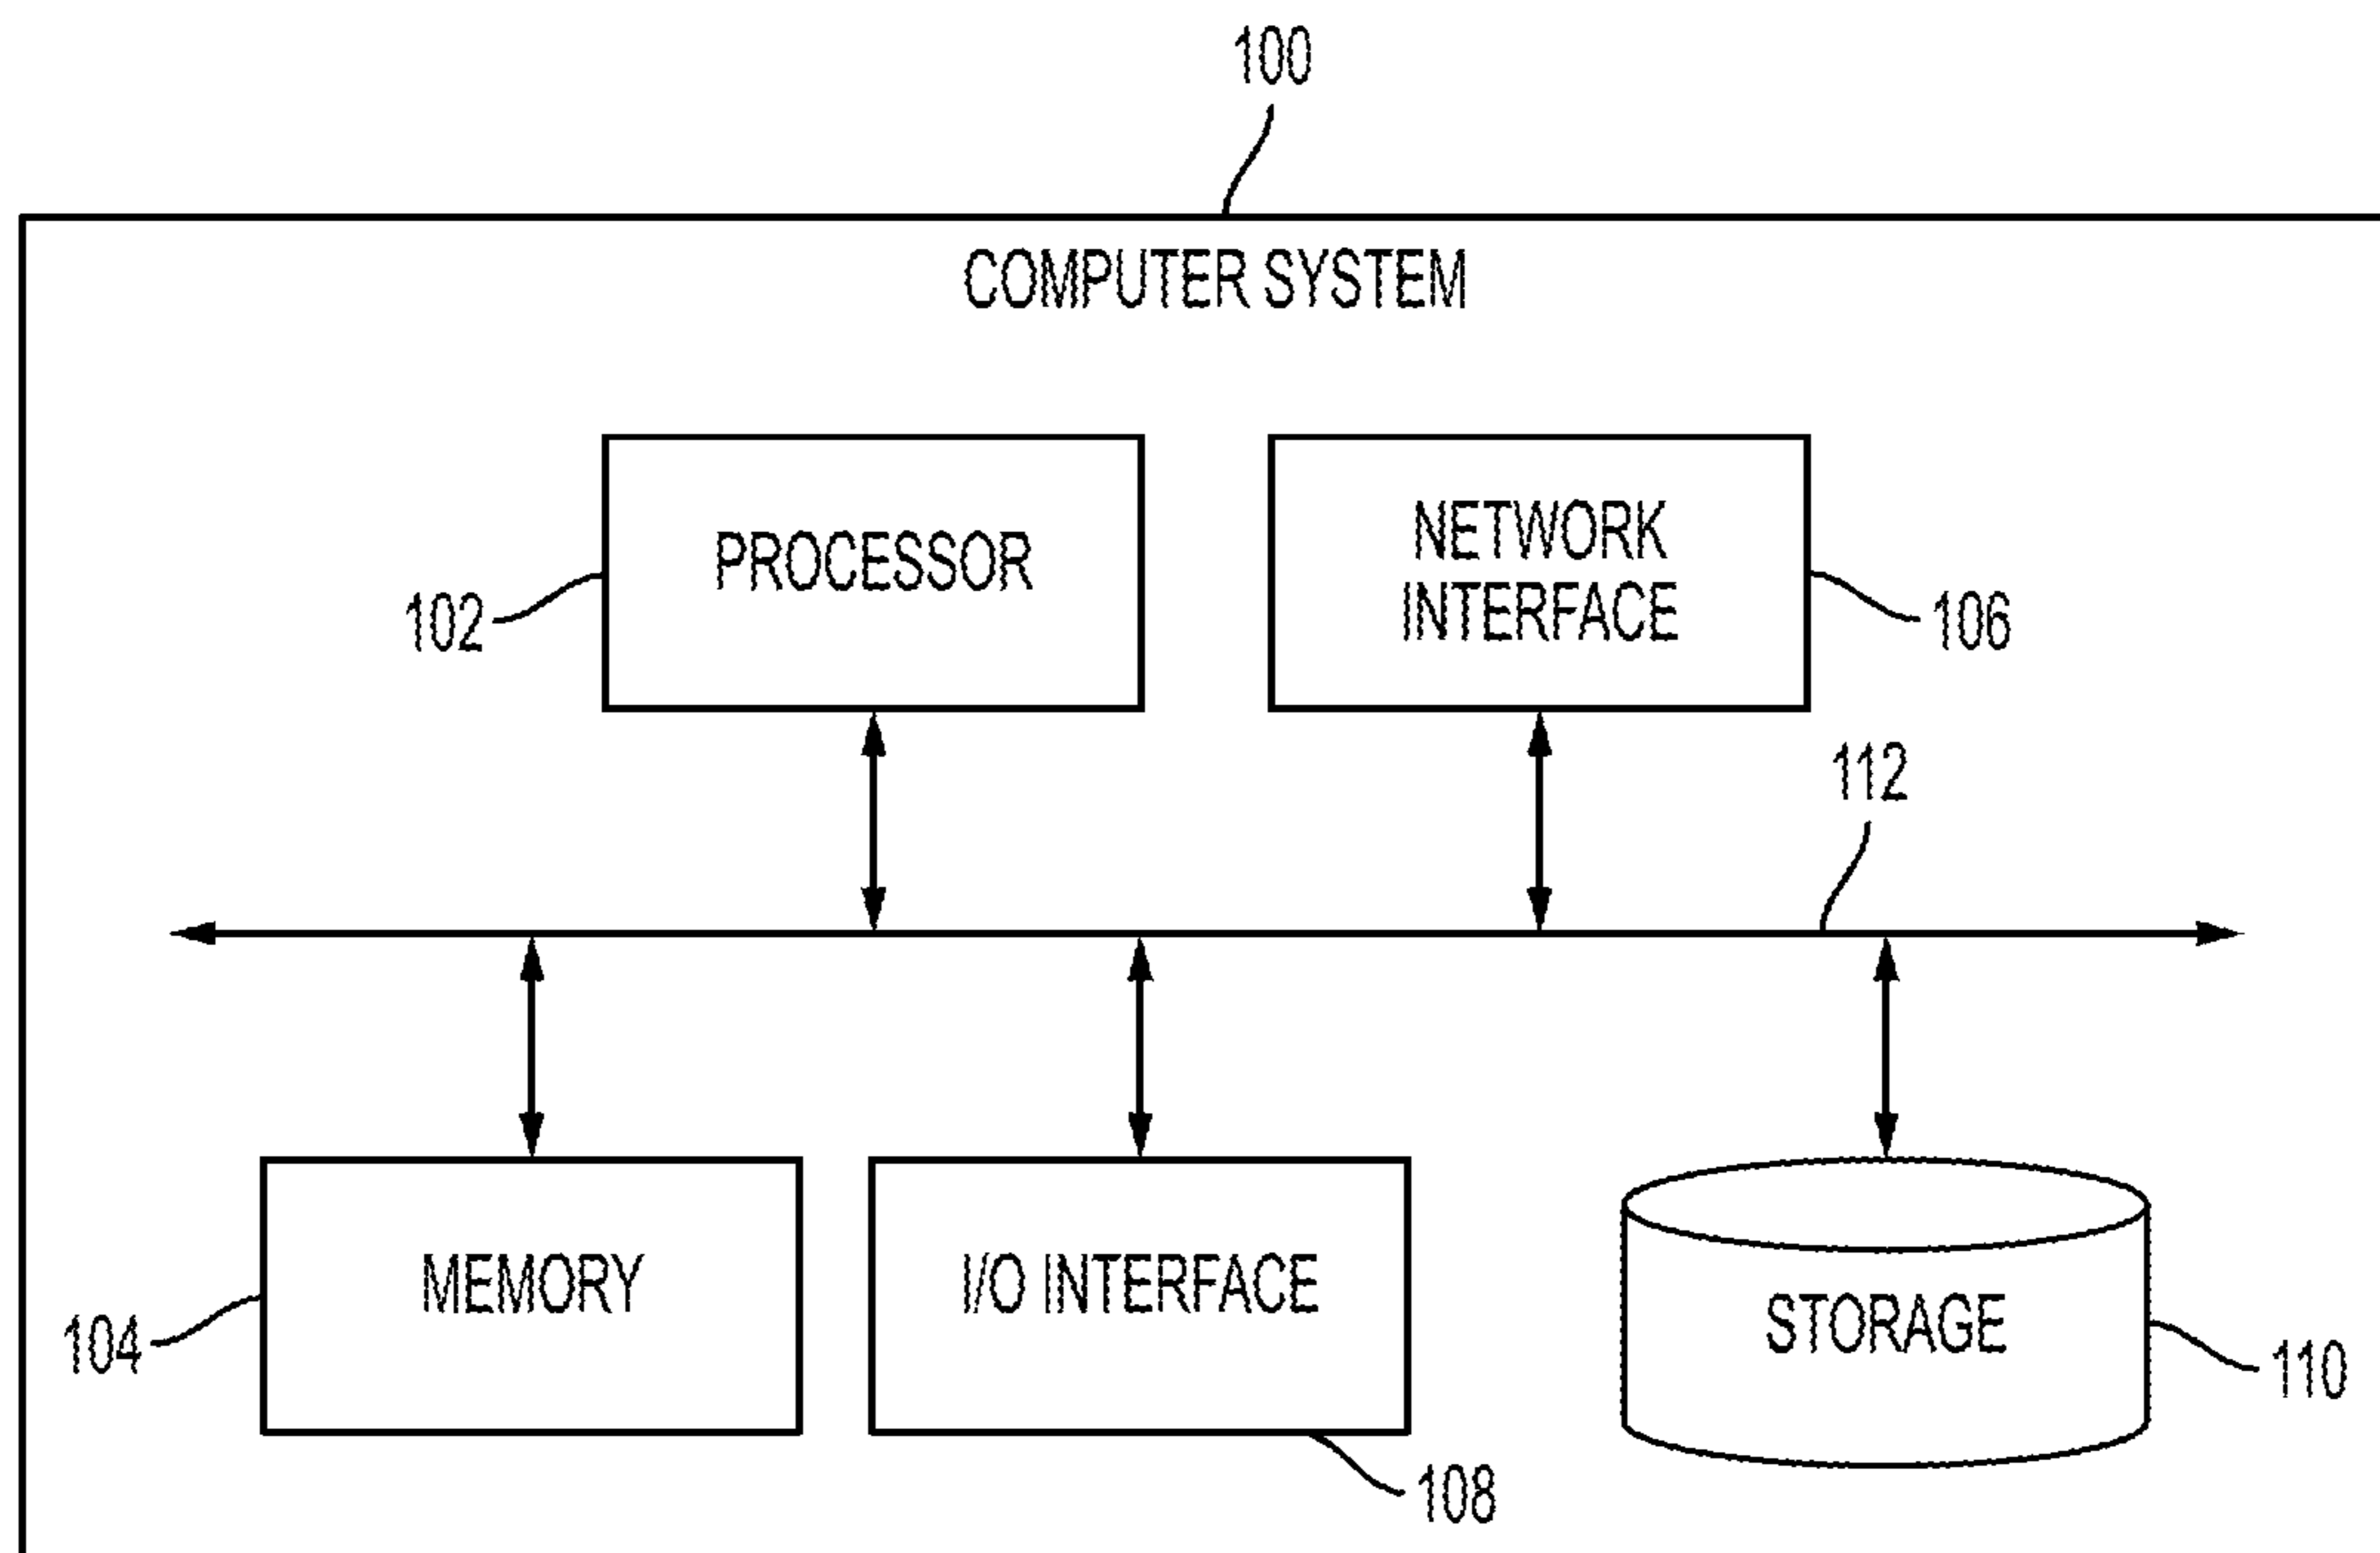 100
COMPUTER SYSTEM
PROCESSOR
NETWORK
INTERFACE
102
106
112
MEMORY
I/O INTERFACE
STORAGE
104
110
108